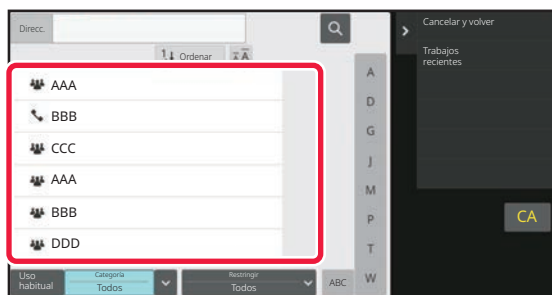 Direcc.
Ordenar
AAA
BBB
CCC
AAA
BBB
DDD
A
D
G
J
M
P
T
W
ABC
Uso
habitual
Categoría
Todos
Restringir
Todos
Cancelar y volver
Trabajos
recientes
CA